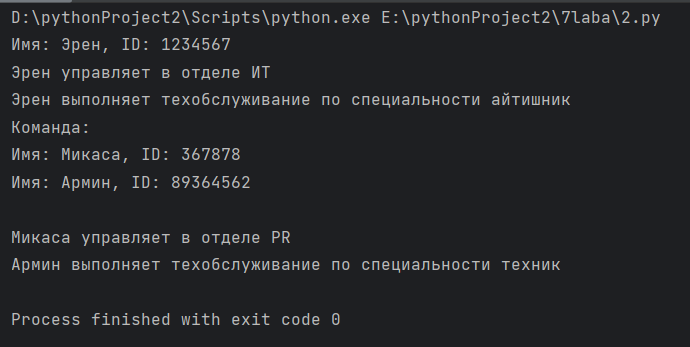 D:\pythonProject2\Scripts\python.exe E:\pythonProject2\7laba\2.py
Имя: Эрен, ID: 1234567
Эрен управляет в отделе ИТ
Эрен выполняет техобслуживание по специальности айтишник
Команда:
Имя: Микаса, ID: 367878
Имя: Армин, ID: 89364562
Микаса управляет в отделе PR
Армин выполняет техобслуживание по специальности техник
Process finished with exit code 0